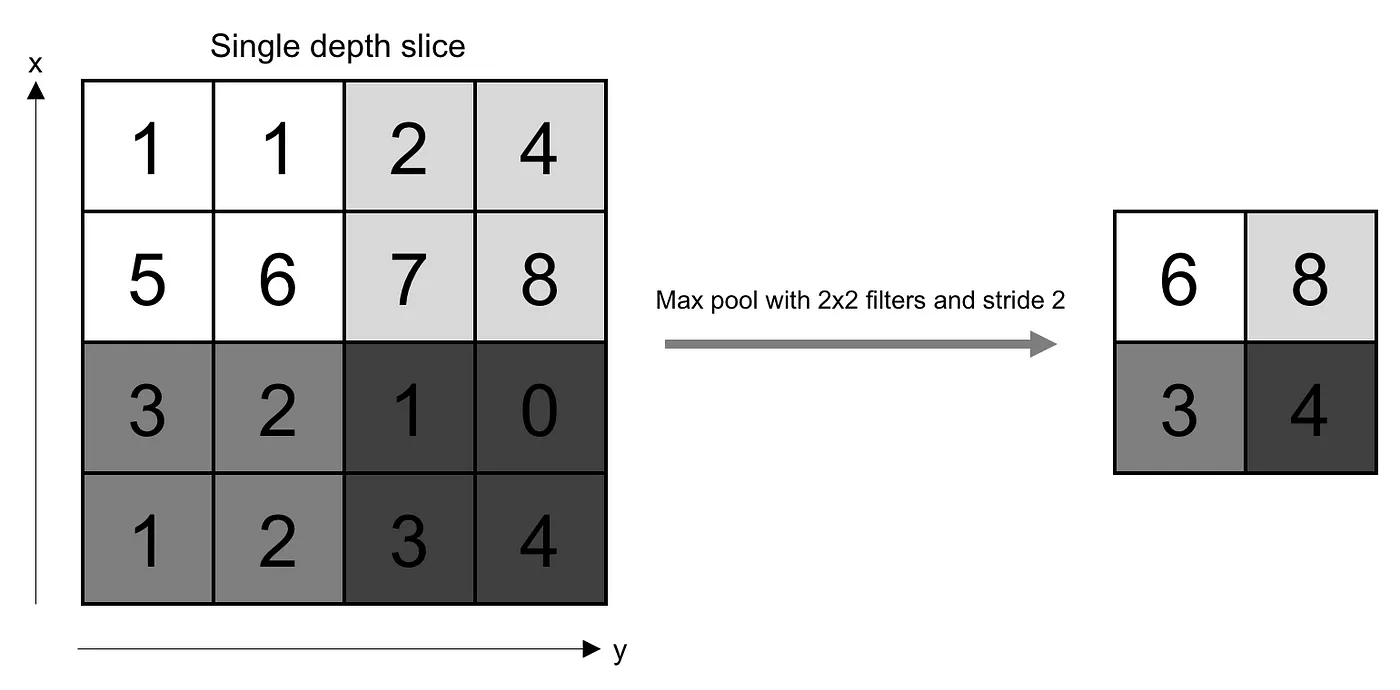 Single depth slice
x
1 1 2 4
5 6 7 8
3 2 1 0
1 2 3 4
y
Max pool with 2x2 filters and stride 2
6 8
3 4